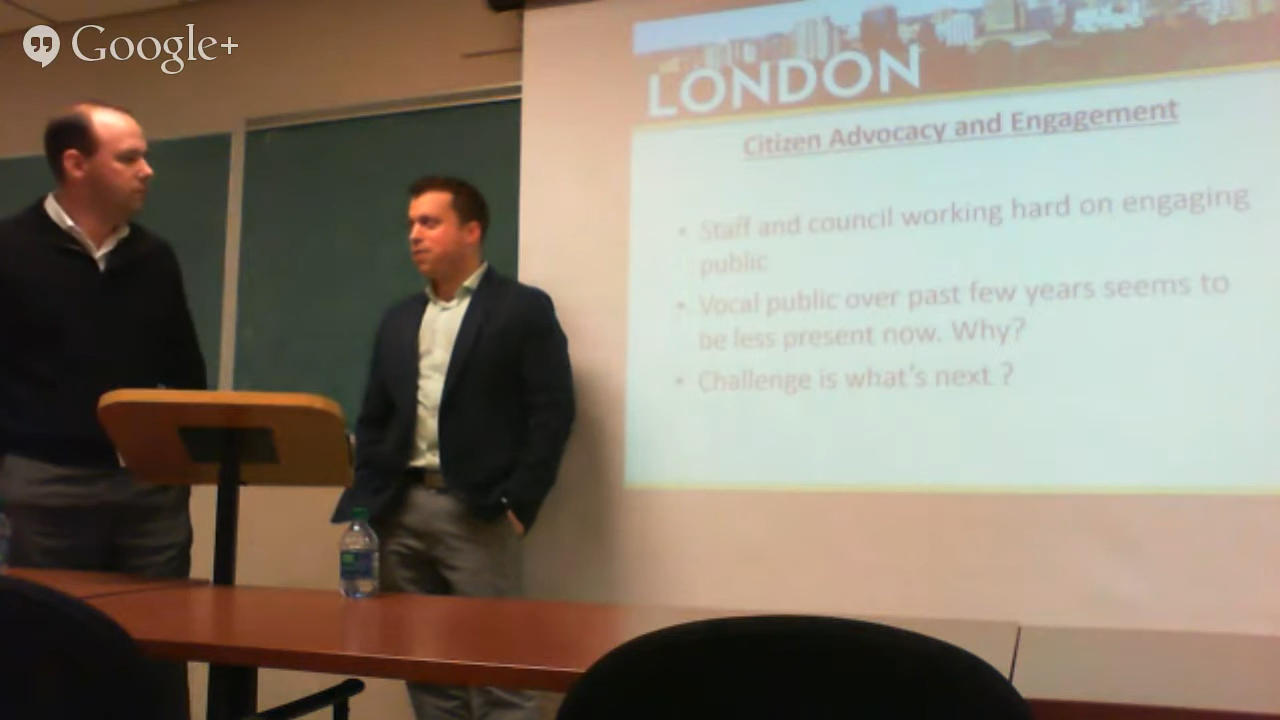 Google+
LONDON
Citizen Advocacy and Engagement
• Staff and council working hard on engaging
public
• Vocal public over past few years seems to
be less present now. Why?
• Challenge is what's next ?